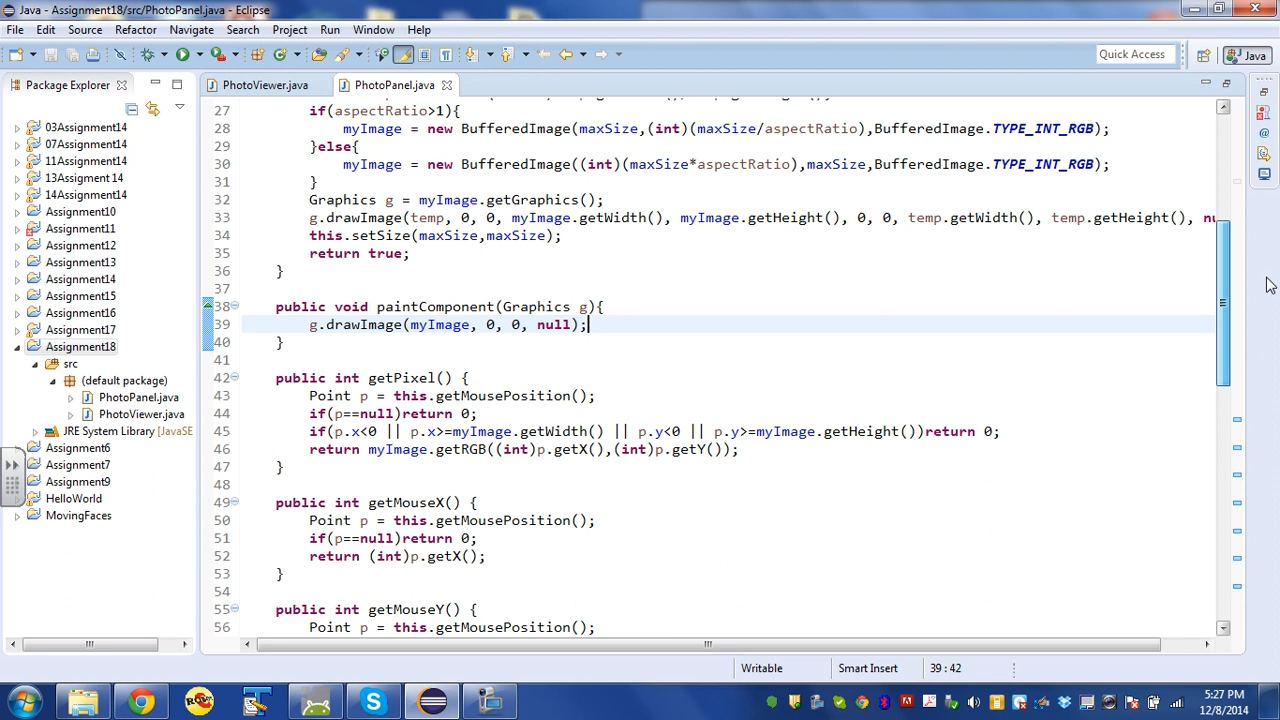 Java - Assignment18/src/PhotoPanel.java - Eclipse
File Edit Source Refactor Navigate Search Project Run Window Help
Quick Access
Java
Package Explorer
PhotoViewer.java
PhotoPanel.java
03Assignment14
07Assignment14
11Assignment14
13Assignment 14
14Assignment14
Assignment10
Assignment11
Assignment12
Assignment13
Assignment14
Assignment15
Assignment16
Assignment17
Assignment18
src
(default package)
PhotoPanel.java
PhotoViewer.java
JRE System Library [JavaSE
Assignment6
Assignment7
Assignment9
HelloWorld
MovingFaces
27 if(aspectRatio>1){
28 myImage = new BufferedImage(maxSize,(int)(maxSize/aspectRatio),BufferedImage.TYPE_INT_RGB);
29 }else{
30 myImage = new BufferedImage((int)(maxSize*aspectRatio),maxSize,BufferedImage.TYPE_INT_RGB);
31 }
32 Graphics g = myImage.getGraphics();
33 g.drawImage(temp, 0, 0, myImage.getWidth(), myImage.getHeight(), 0, 0, temp.getWidth(), temp.getHeight(), nu
34 this.setSize(maxSize,maxSize);
35 return true;
36 }
37
38 public void paintComponent(Graphics g){
39 g.drawImage(myImage, 0, 0, null);
40 }
41
42 public int getPixel() {
43 Point p = this.getMousePosition();
44 if(p==null)return 0;
45 if(p.x<0 || p.x>=myImage.getWidth() || p.y<0 || p.y>=myImage.getHeight())return 0;
46 return myImage.getRGB((int)p.getX(),(int)p.getY());
47 }
48
49 public int getMouseX() {
50 Point p = this.getMousePosition();
51 if(p==null)return 0;
52 return (int)p.getX();
53 }
54
55 public int getMouseY() {
56 Point p = this.getMousePosition();
Writable
Smart Insert
39 : 42
5:27 PM
12/8/2014